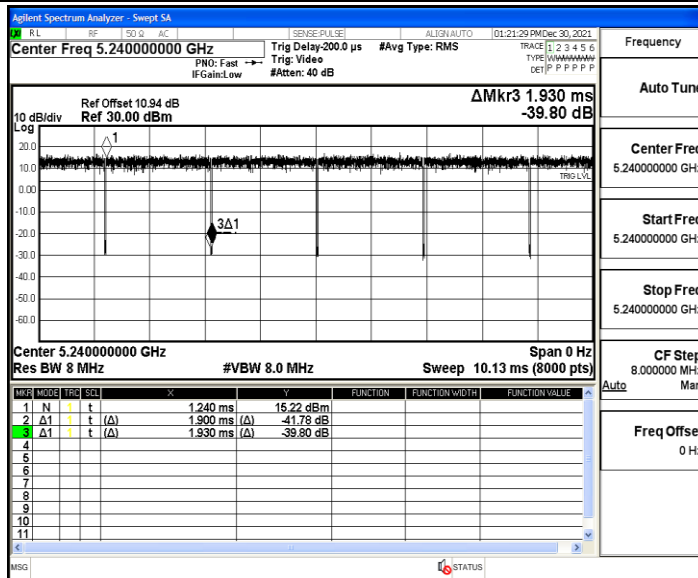 Agilent Spectrum Analyzer - Swept SA
RL RF 50 Ω AC SENSE:PULSE ALIGN AUTO 01:21:29 PM Dec 30, 2021
Center Freq 5.240000000 GHz
PNO: Fast
IFGain:Low
Trig Delay-200.0 µs
Trig: Video
#Atten: 40 dB
#Avg Type: RMS
TRACE 1 2 3 4 5 6
TYPE WWWWWW
DET P P P P P P
Ref Offset 10.94 dB
10 dB/div Ref 30.00 dBm
Log
ΔMkr3 1.930 ms
-39.80 dB
1
20.0
10.0
TRIG LVL
0.00
-10.0
3Δ1
-20.0
-30.0
-40.0
-50.0
-60.0
Center 5.240000000 GHz Span 0 Hz
Res BW 8 MHz #VBW 8.0 MHz Sweep 10.13 ms (8000 pts)
MKR MODE TRC SCL X Y FUNCTION FUNCTION WIDTH FUNCTION VALUE
1 N 1 t 1.240 ms 15.22 dBm
2 Δ1 1 t (Δ) 1.900 ms (Δ) -41.78 dB
3 Δ1 1 t (Δ) 1.930 ms (Δ) -39.80 dB
4
5
6
7
8
9
10
11
MSG STATUS
Frequency
Auto Tune
Center Freq
5.240000000 GHz
Start Freq
5.240000000 GHz
Stop Freq
5.240000000 GHz
CF Step
8.000000 MHz
Auto Man
Freq Offset
0 Hz